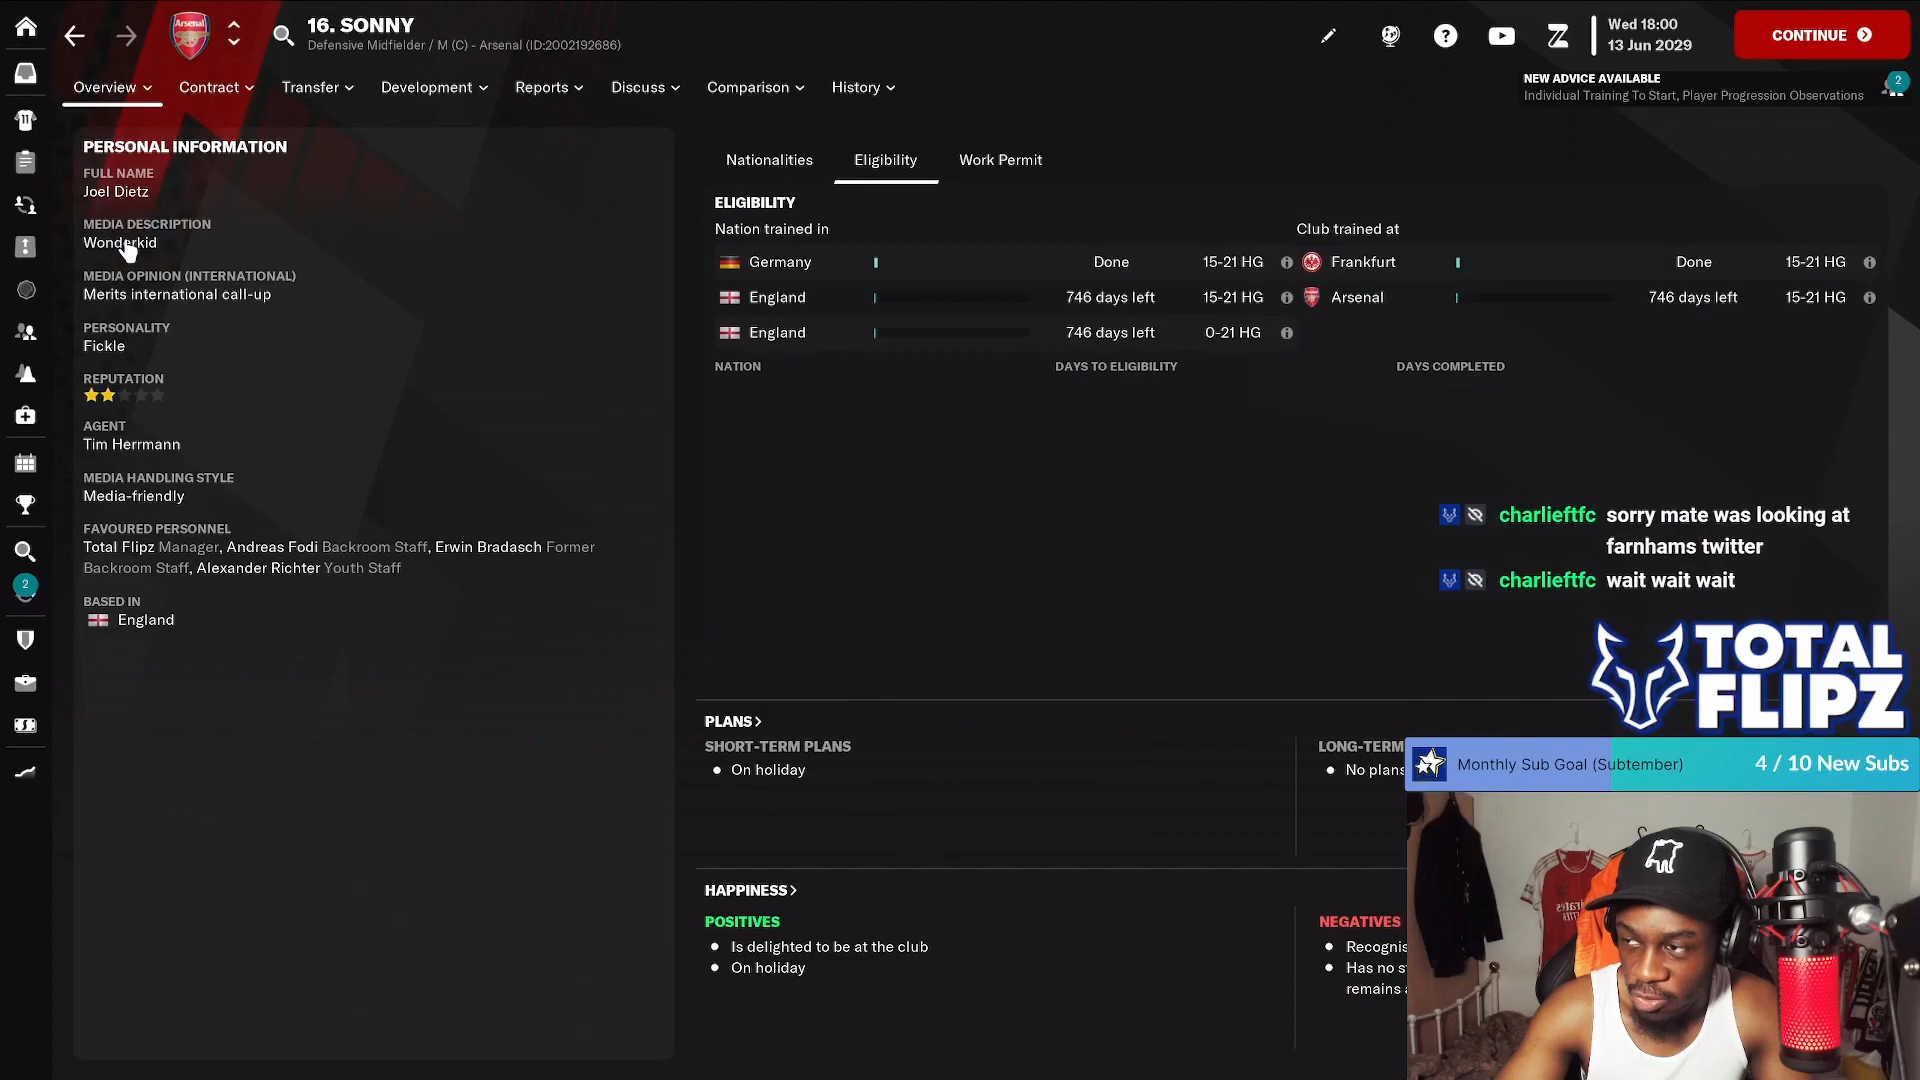 16. SONNY
Defensive Midfielder / M (C) - Arsenal (ID:2002192686)
Wed 18:00
13 Jun 2029
CONTINUE
Overview
Contract
Transfer
Development
Reports
Discuss
Comparison
History
NEW ADVICE AVAILABLE
Individual Training To Start, Player Progression Observations
2
PERSONAL INFORMATION
FULL NAME
Joel Dietz
MEDIA DESCRIPTION
Wonderkid
MEDIA OPINION (INTERNATIONAL)
Merits international call-up
PERSONALITY
Fickle
REPUTATION
AGENT
Tim Herrmann
MEDIA HANDLING STYLE
Media-friendly
FAVOURED PERSONNEL
Total Flipz Manager, Andreas Fodi Backroom Staff, Erwin Bradasch Former
Backroom Staff, Alexander Richter Youth Staff
BASED IN
England
2
Nationalities
Eligibility
Work Permit
ELIGIBILITY
Nation trained in
Club trained at
Germany Done 15-21 HG
Frankfurt Done 15-21 HG
England 746 days left 15-21 HG
Arsenal 746 days left 15-21 HG
England 746 days left 0-21 HG
NATION DAYS TO ELIGIBILITY DAYS COMPLETED
charlieftfc sorry mate was looking at
farnhams twitter
charlieftfc wait wait wait
TOTAL
FLIPZ
PLANS
SHORT-TERM PLANS
On holiday
LONG-TERM
No plans
Monthly Sub Goal (Subtember) 4 / 10 New Subs
HAPPINESS
POSITIVES
Is delighted to be at the club
On holiday
NEGATIVES
Recognis
Has no s
remains
Arsenal